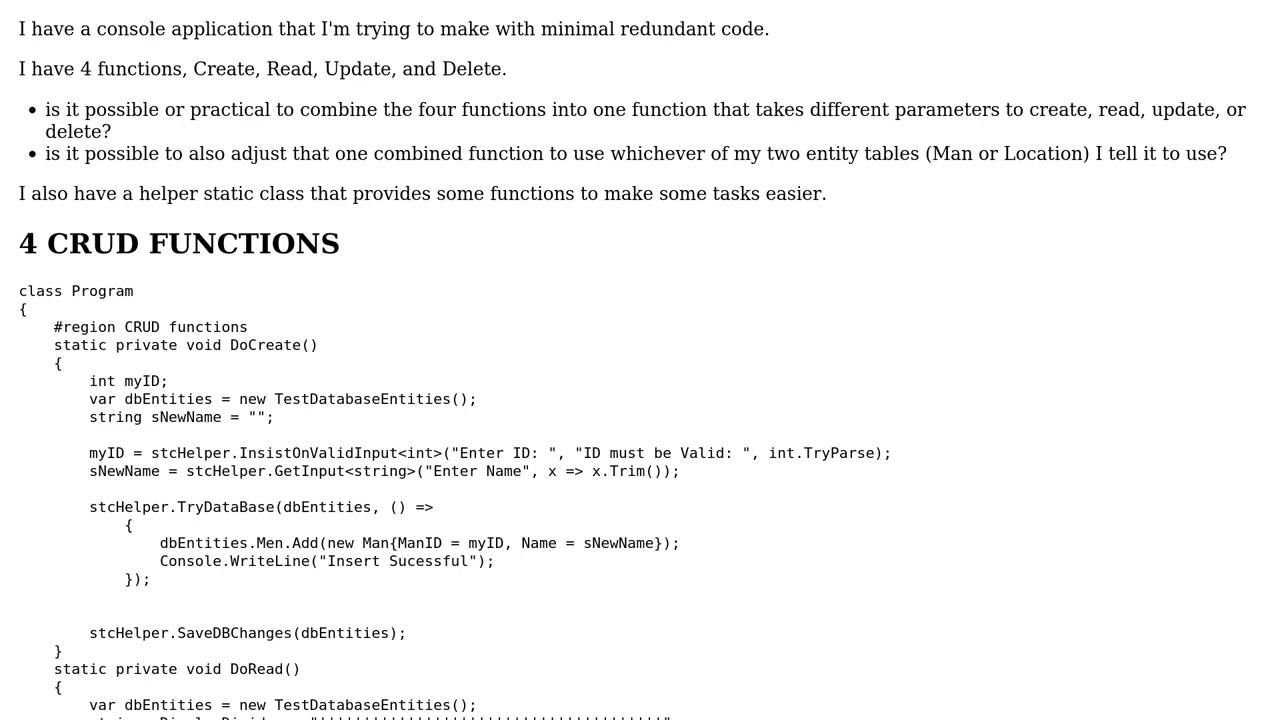 I have a console application that I'm trying to make with minimal redundant code.
I have 4 functions, Create, Read, Update, and Delete.
• is it possible or practical to combine the four functions into one function that takes different parameters to create, read, update, or
delete?
• is it possible to also adjust that one combined function to use whichever of my two entity tables (Man or Location) I tell it to use?
I also have a helper static class that provides some functions to make some tasks easier.
4 CRUD FUNCTIONS
class Program
{
    #region CRUD functions
    static private void DoCreate()
    {
        int myID;
        var dbEntities = new TestDatabaseEntities();
        string sNewName = "";
        myID = stcHelper.InsistOnValidInput<int>("Enter ID: ", "ID must be Valid: ", int.TryParse);
        sNewName = stcHelper.GetInput<string>("Enter Name", x => x.Trim());
        stcHelper.TryDataBase(dbEntities, () =>
            {
                dbEntities.Men.Add(new Man{ManID = myID, Name = sNewName});
                Console.WriteLine("Insert Sucessful");
            });
        stcHelper.SaveDBChanges(dbEntities);
    }
    static private void DoRead()
    {
        var dbEntities = new TestDatabaseEntities();